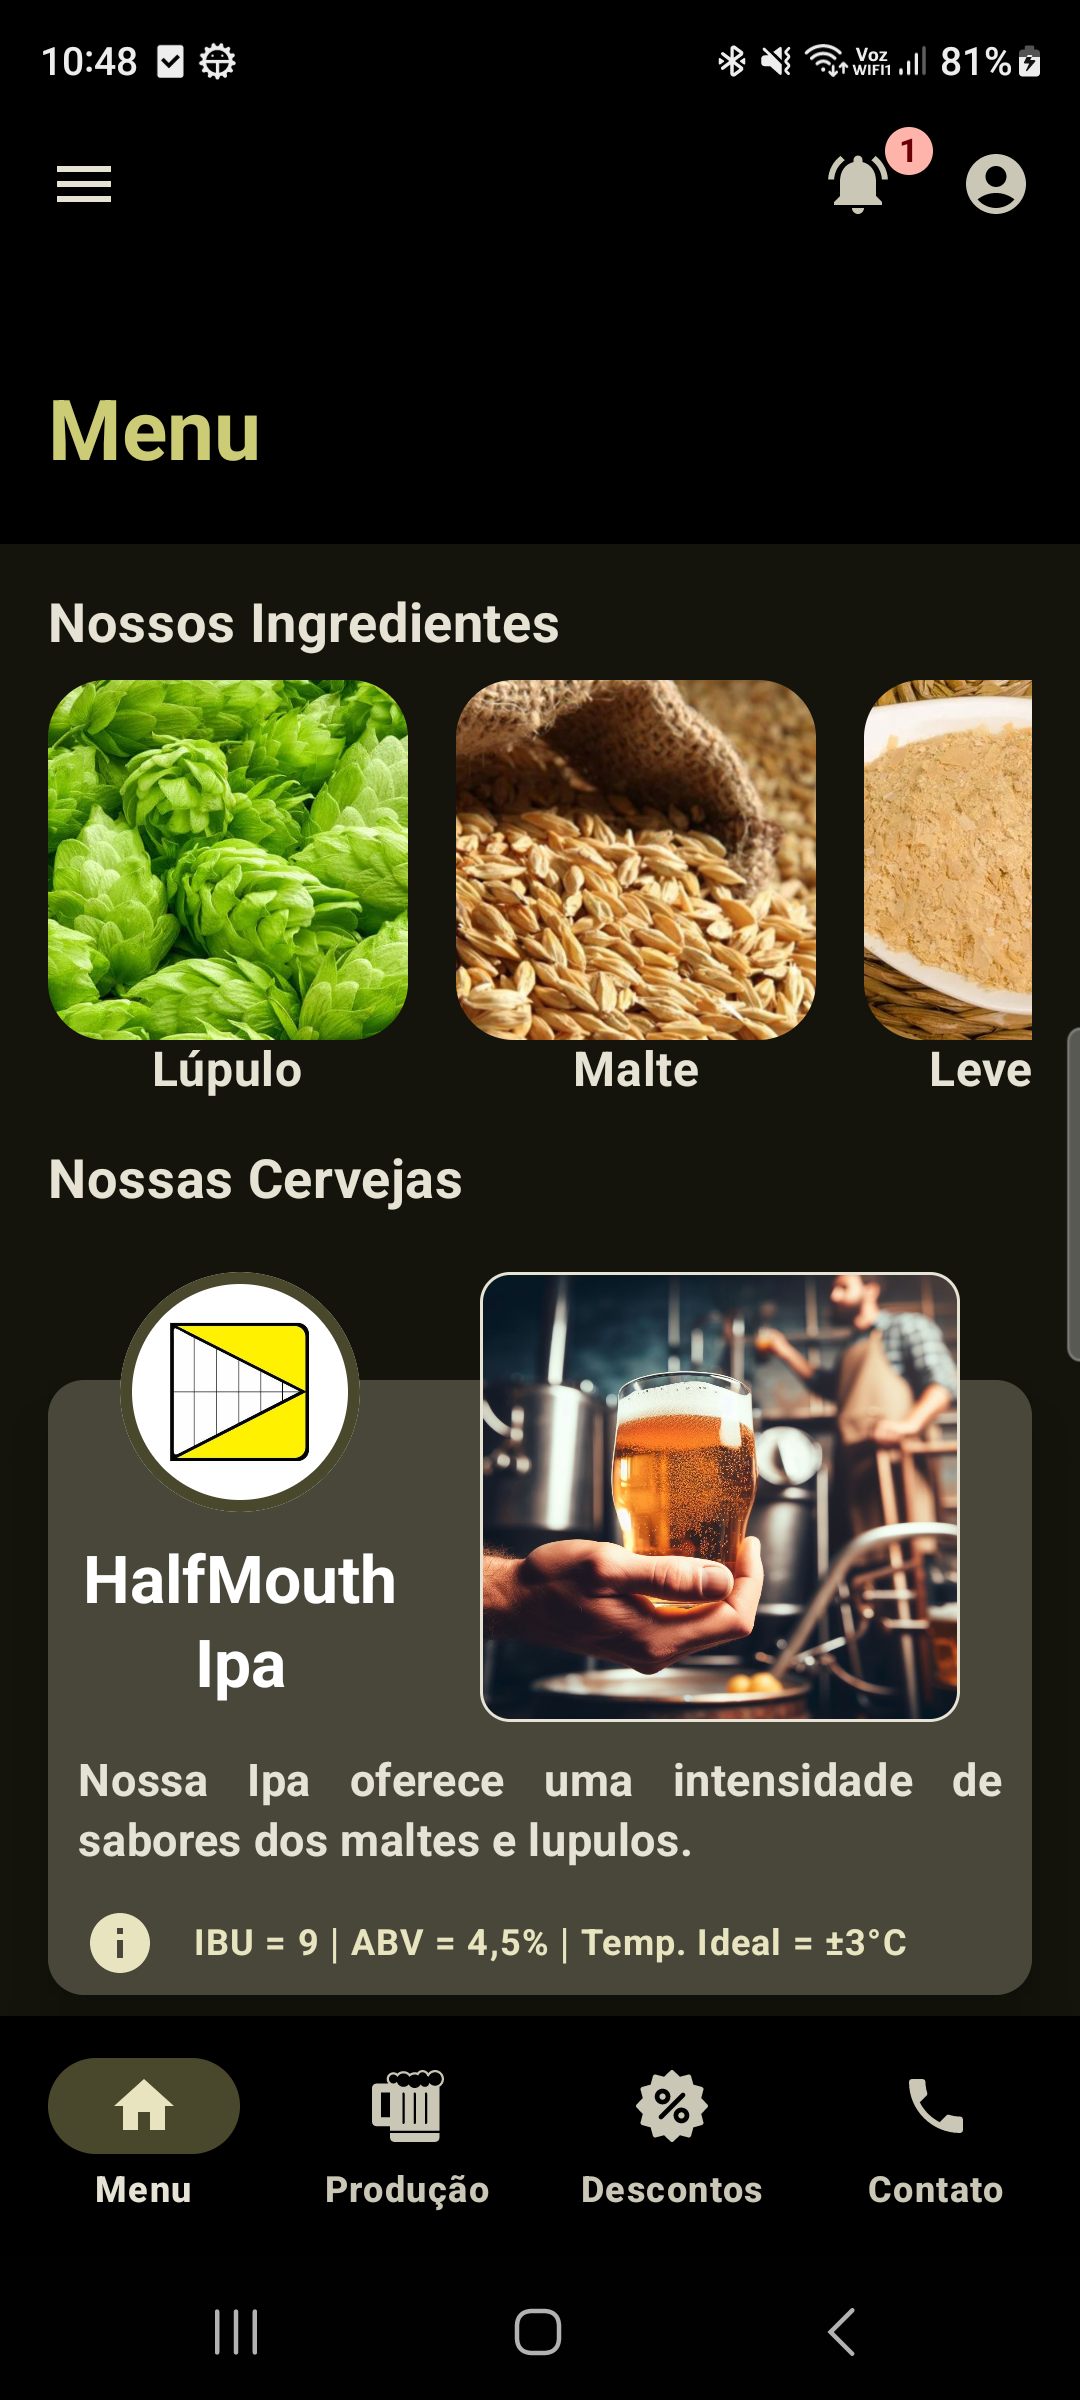 10:48
Voz
WIFI1
81%
1
Menu
Nossos Ingredientes
Lúpulo
Malte
Leve
Nossas Cervejas
HalfMouth
Ipa
Nossa Ipa oferece uma intensidade de
sabores dos maltes e lupulos.
IBU = 9 | ABV = 4,5% | Temp. Ideal = ±3°C
Menu
Produção
Descontos
Contato